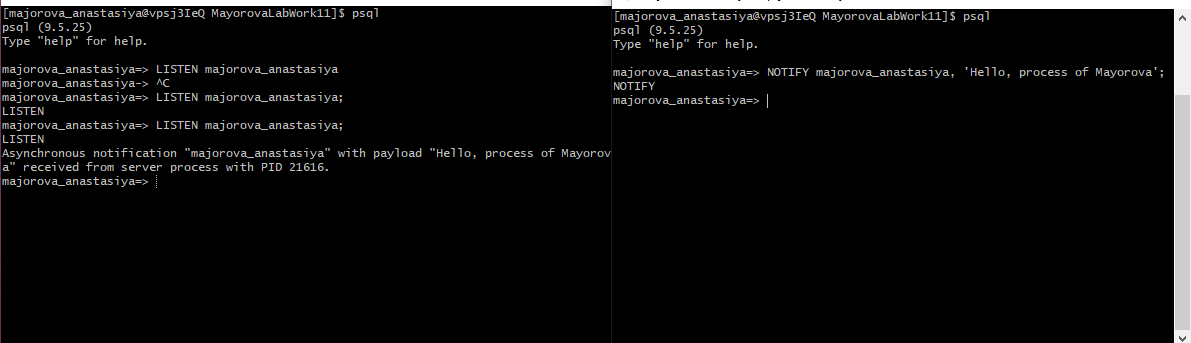 [majorova_anastasiya@vpsj3IeQ MayorovaLabWork11]$ psql
psql (9.5.25)
Type "help" for help.
majorova_anastasiya=> LISTEN majorova_anastasiya
majorova_anastasiya-> ^C
majorova_anastasiya=> LISTEN majorova_anastasiya;
LISTEN
majorova_anastasiya=> LISTEN majorova_anastasiya;
LISTEN
Asynchronous notification "majorova_anastasiya" with payload "Hello, process of Mayorov
a" received from server process with PID 21616.
majorova_anastasiya=>
[majorova_anastasiya@vpsj3IeQ MayorovaLabWork11]$ psql
psql (9.5.25)
Type "help" for help.
majorova_anastasiya=> NOTIFY majorova_anastasiya, 'Hello, process of Mayorova';
NOTIFY
majorova_anastasiya=>